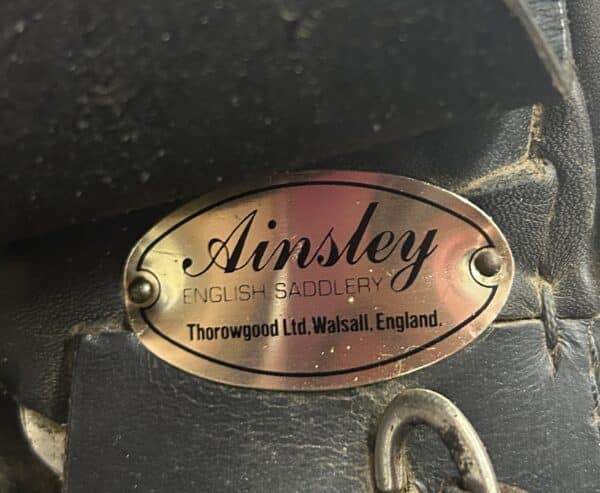 Ainsley
ENGLISH SADDLERY
Thorowgood Ltd, Walsall, England.